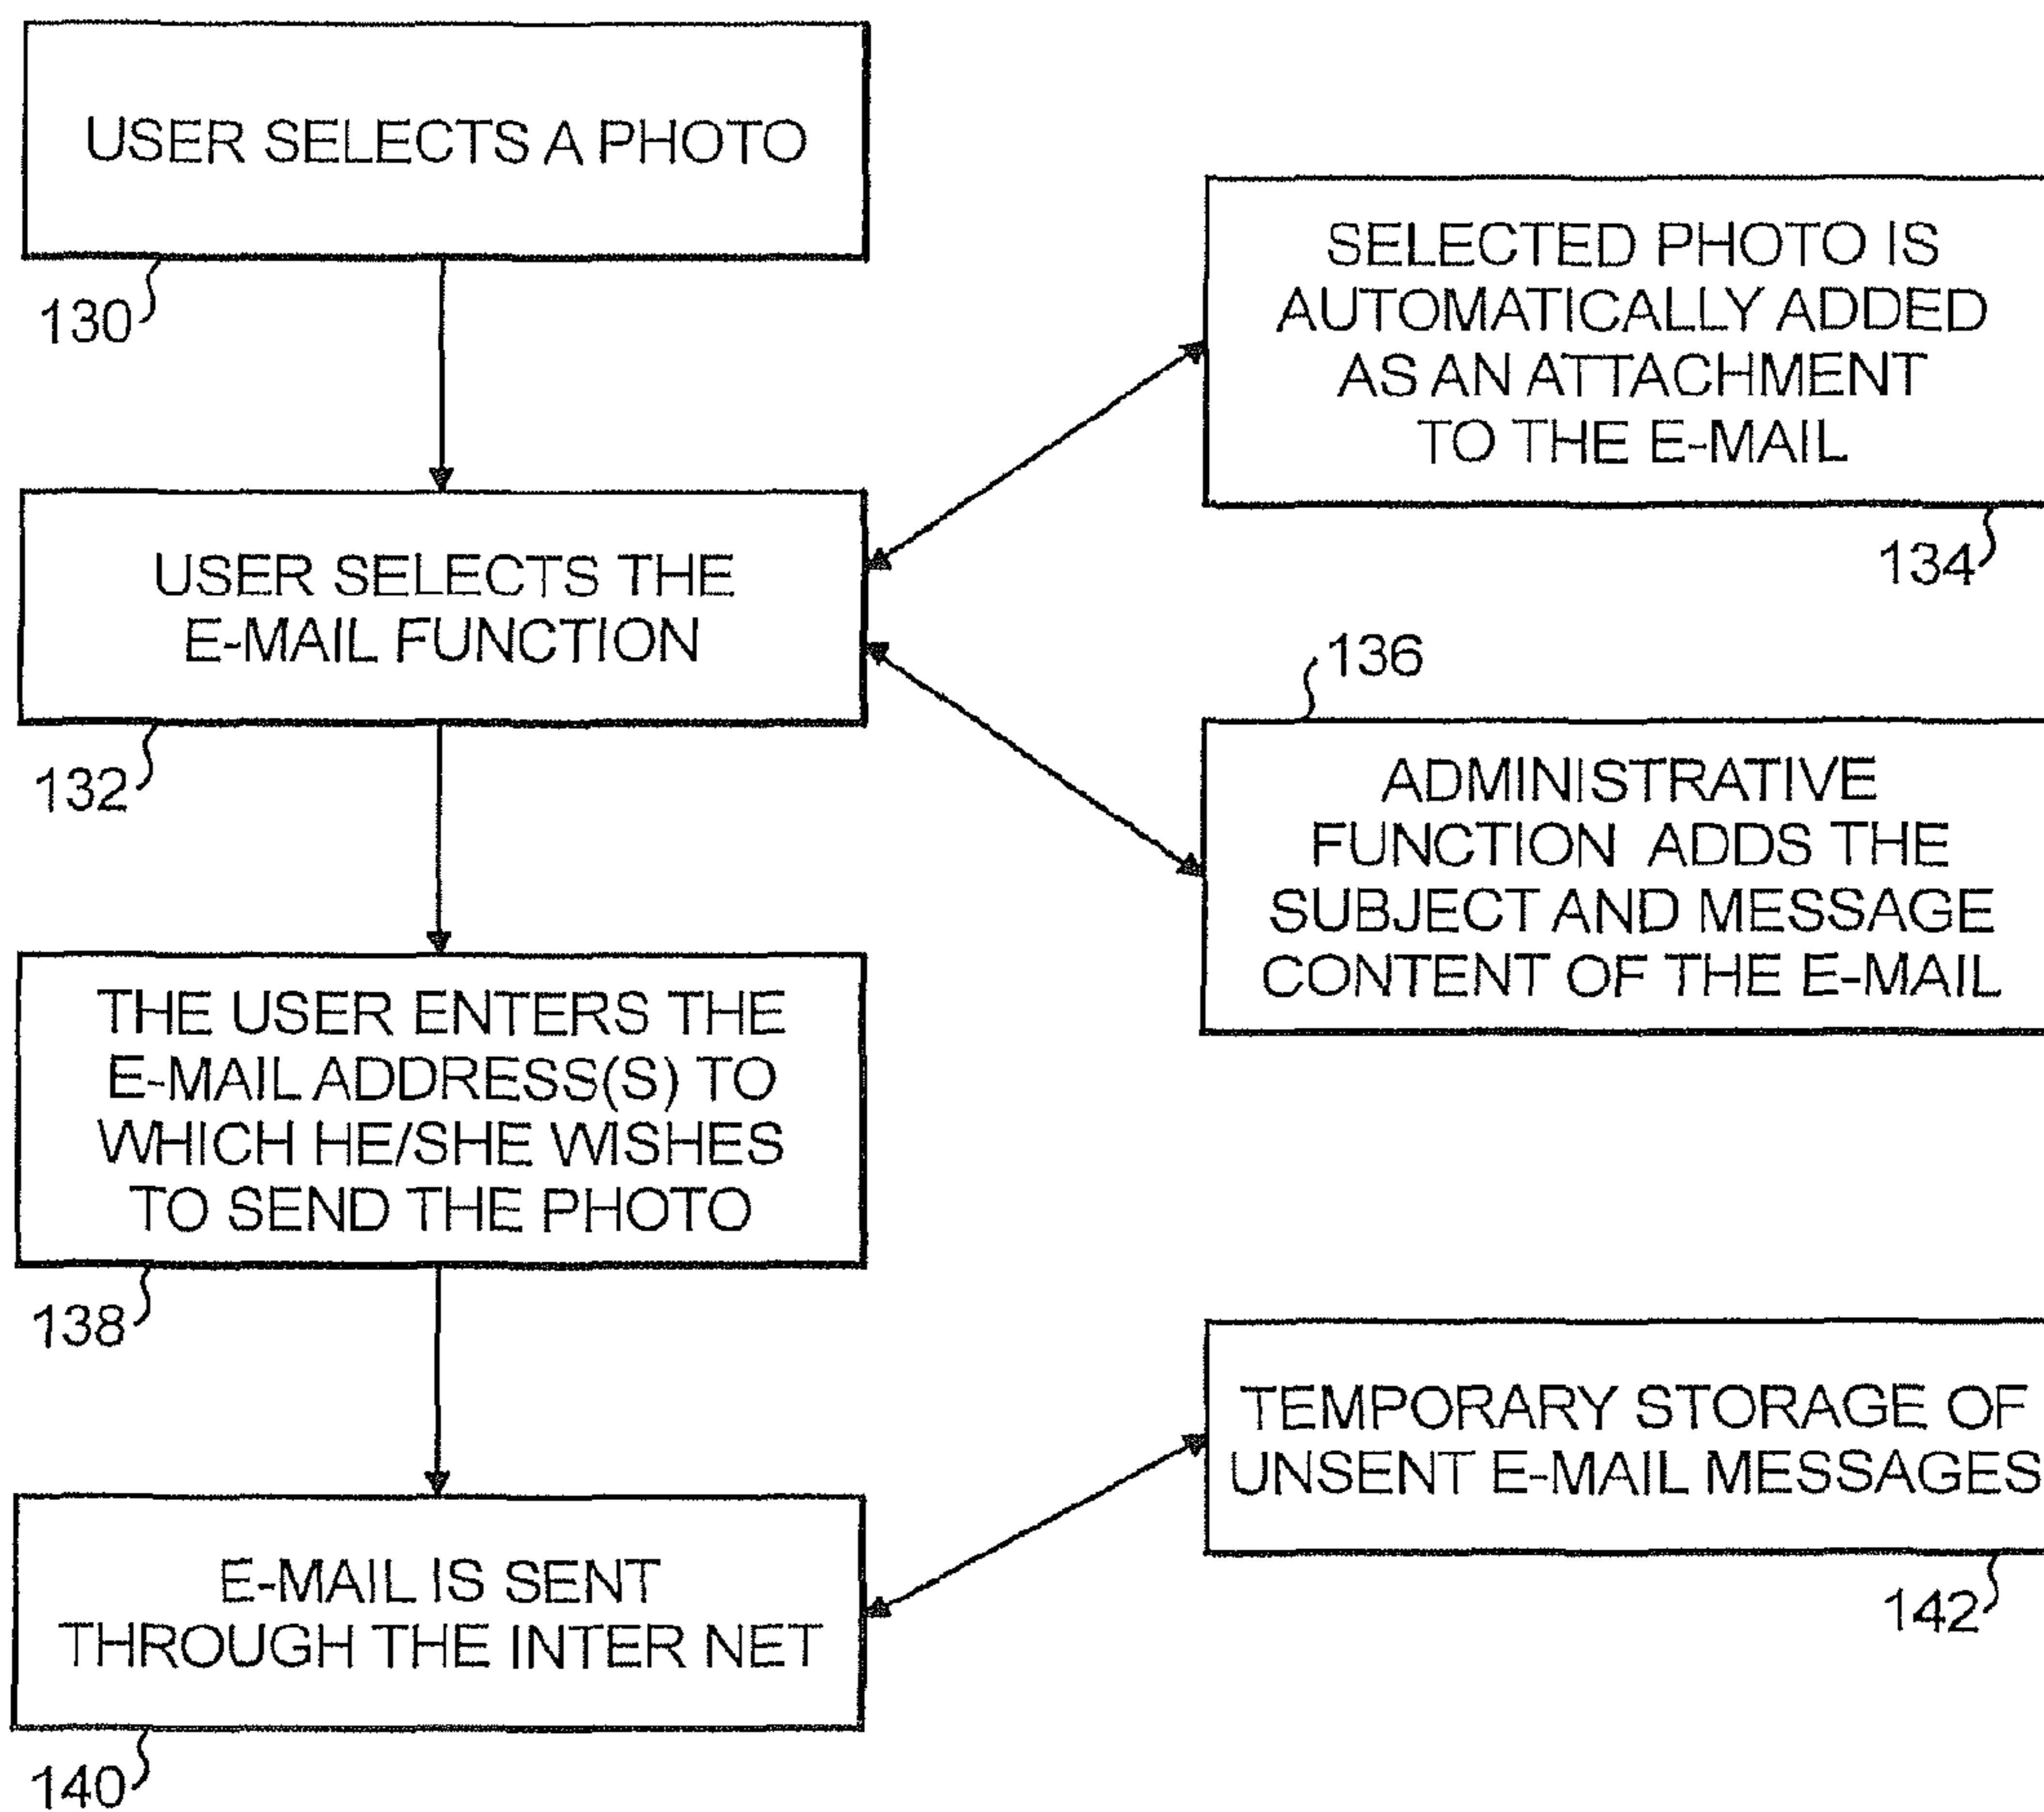 USER SELECTS A PHOTO
130
SELECTED PHOTO IS
AUTOMATICALLY ADDED
AS AN ATTACHMENT
TO THE E-MAIL
134
USER SELECTS THE
E-MAIL FUNCTION
132
136
ADMINISTRATIVE
FUNCTION ADDS THE
SUBJECT AND MESSAGE
CONTENT OF THE E-MAIL
THE USER ENTERS THE
E-MAIL ADDRESS(S) TO
WHICH HE/SHE WISHES
TO SEND THE PHOTO
138
TEMPORARY STORAGE OF
UNSENT E-MAIL MESSAGES
142
E-MAIL IS SENT
THROUGH THE INTER NET
140